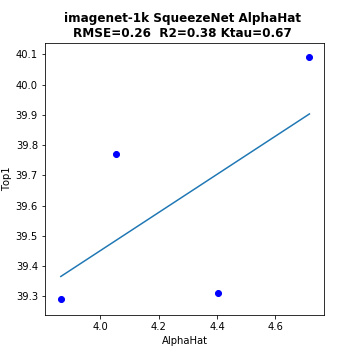 imagenet-1k SqueezeNet AlphaHat
RMSE=0.26 R2=0.38 Ktau=0.67
40.1
40.0
39.9
39.8
39.7
39.6
39.5
39.4
39.3
Top1
4.0 4.2 4.4 4.6
AlphaHat